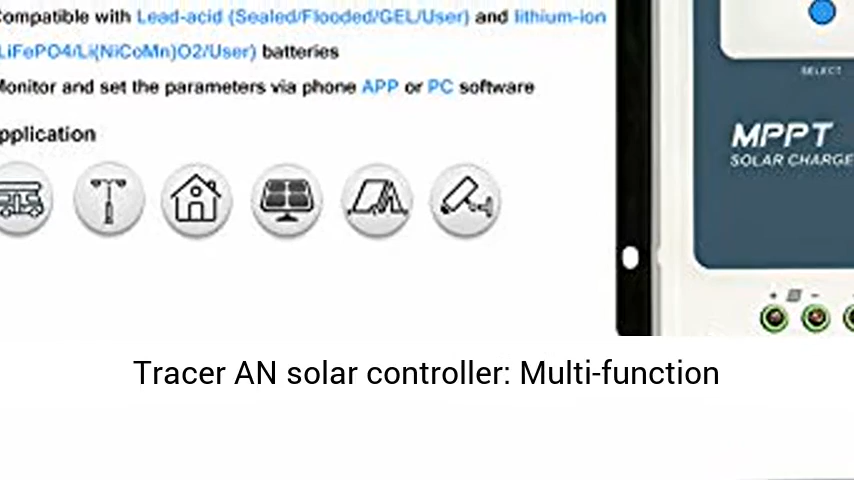 Compatible with Lead-acid (Sealed/Flooded/GEL/User) and lithium-ion
LiFePO4/Li(NiCoMn)O2/User) batteries
Monitor and set the parameters via phone APP or PC software
pplication
SELECT
MPPT
SOLAR CHARGE
+ -
Tracer AN solar controller: Multi-function